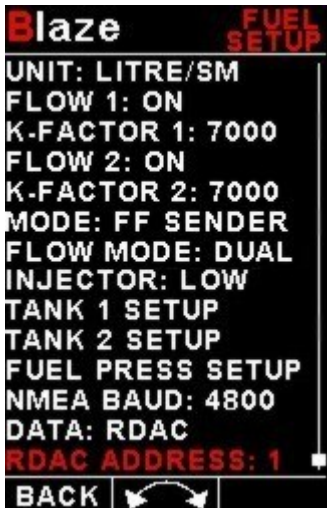 Blaze
FUEL
SETUP
UNIT: LITRE/SM
FLOW 1: ON
K-FACTOR 1: 7000
FLOW 2: ON
K-FACTOR 2: 7000
MODE: FF SENDER
FLOW MODE: DUAL
INJECTOR: LOW
TANK 1 SETUP
TANK 2 SETUP
FUEL PRESS SETUP
NMEA BAUD: 4800
DATA: RDAC
RDAC ADDRESS: 1
BACK